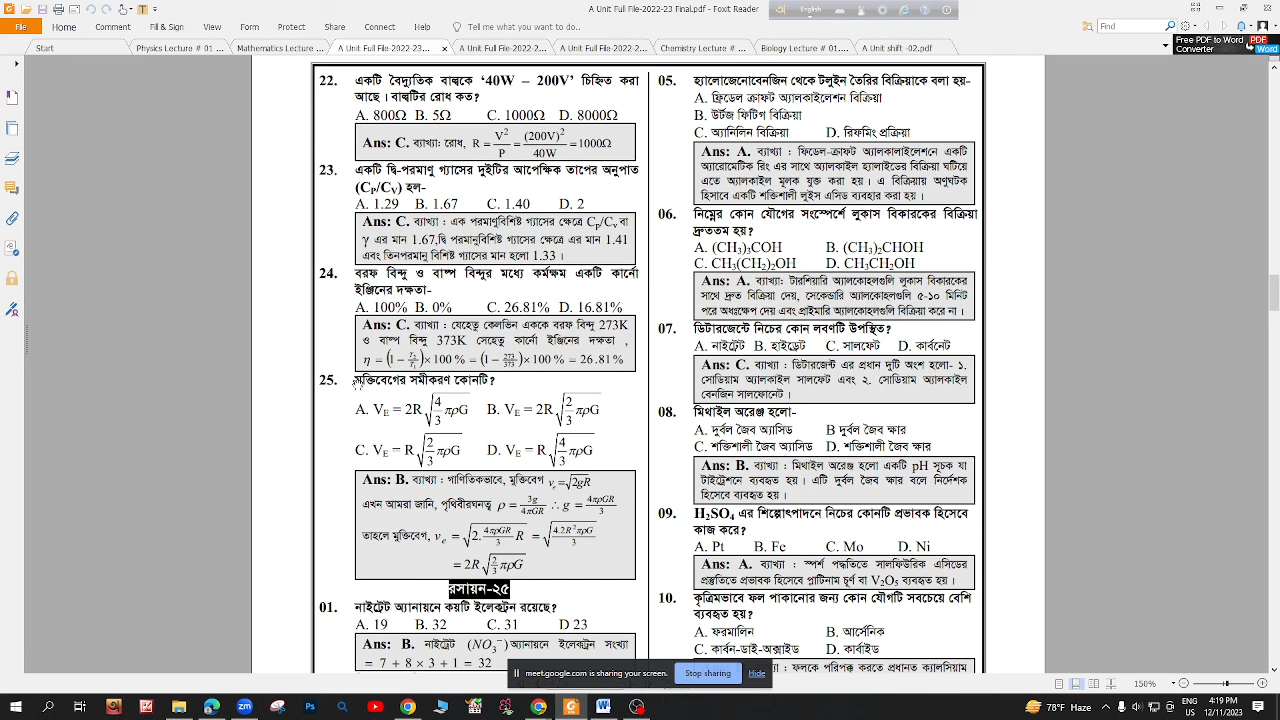 A Unit Full File-2022-23 Final.pdf - Foxit Reader
English
File Home Comment Fill & Sign View Form Protect Share Connect Help Tell me what you want to do.. Find
Start Physics Lecture # 01 ... Mathematics Lecture ... A Unit Full File-2022-23... A Unit Full File-2022-2... A Unit Full File-2022-2... Chemistry Lecture # ... Biology Lecture # 01.... A Unit shift -02.pdf
Free PDF to Word Converter PDF Word
22. একটি বৈদ্যুতিক বাল্বকে ‘40W – 200V’ চিহ্নিত করা
আছে। বাল্বটির রোধ কত?
A. 800Ω B. 5Ω C. 1000Ω D. 8000Ω
Ans: C. ব্যাখ্যা: রোধ, R = V²/P = (200V)²/40W = 1000Ω
23. একটি দ্বি-পরমাণু গ্যাসের দুইটির আপেক্ষিক তাপের অনুপাত
(CP/CV) হল-
A. 1.29 B. 1.67 C. 1.40 D. 2
Ans: C. ব্যাখ্যা : এক পরমাণুবিশিষ্ট গ্যাসের ক্ষেত্রে Cp/Cv বা
γ এর মান 1.67,দ্বি পরমানুবিশিষ্ট গ্যাসের ক্ষেত্রে এর মান 1.41
এবং তিনপরমানু বিশিষ্ট গ্যাসের মান হলো 1.33 ।
24. বরফ বিন্দু ও বাষ্প বিন্দুর মধ্যে কর্মক্ষম একটি কার্নো
ইঞ্জিনের দক্ষতা-
A. 100% B. 0% C. 26.81% D. 16.81%
Ans: C. ব্যাখ্যা : যেহেতু কেলভিন এককে বরফ বিন্দু 273K
ও বাষ্প বিন্দু 373K সেহেতু কার্নো ইঞ্জিনের দক্ষতা ,
η = (1 − T₂/T₁) × 100 % = (1 − 273/373) × 100 % = 26.81%
25. মুক্তিবেগের সমীকরণ কোনটি?
A. VE = 2R√(4/3 πρG) B. VE = 2R√(2/3 πρG)
C. VE = R√(2/3 πρG) D. VE = R√(4/3 πρG)
Ans: B. ব্যাখ্যা : গাণিতিকভাবে, মুক্তিবেগ vₑ = √2gR
এখন আমরা জানি, পৃথিবীরঘনত্ব ρ = 3g/4πGR ∴ g = 4πρGR/3
তাহলে মুক্তিবেগ, vₑ = √(2. 4πρGR/3 R) = √(4.2R²πρG/3)
= 2R√(2/3 πρG)
রসায়ন-২৫
01. নাইট্রেট অ্যানায়নে কয়টি ইলেকট্রন রয়েছে?
A. 19 B. 32 C. 31 D 23
Ans: B. নাইট্রেট (NO₃⁻) অ্যানায়নে ইলেকট্রন সংখ্যা
= 7 + 8 × 3 + 1 = 32
05. হ্যালোজেনোবেনজিন থেকে টলুইন তৈরির বিক্রিয়াকে বলা হয়-
A. ফ্রিডেল ক্রাফট অ্যালকাইলেশন বিক্রিয়া
B. উর্টজ ফিটিগ বিক্রিয়া
C. অ্যানিলিন বিক্রিয়া D. রিফমিং প্রক্রিয়া
Ans: A. ব্যাখ্যা : ফিডেল-ক্রাফট অ্যালকালাইলেশনে একটি
অ্যারোমেটিক রিং এর সাথে অ্যালকাইল হ্যালাইডের বিক্রিয়া ঘটিয়ে
এতে অ্যালকাইল মূলক যুক্ত করা হয়। এ বিক্রিয়ায় অণুঘটক
হিসাবে একটি শক্তিশালী লুইস এসিড ব্যবহার করা হয়।
06. নিম্নের কোন যৌগের সংস্পর্শে লুকাস বিকারকের বিক্রিয়া
দ্রুততম হয়?
A. (CH₃)₃COH B. (CH₃)₂CHOH
C. CH₃(CH₂)₂OH D. CH₃CH₂OH
Ans: A. ব্যাখ্যা: টারশিয়ারি অ্যালকোহলগুলি লুকাস বিকারকের
সাথে দ্রুত বিক্রিয়া দেয়, সেকেন্ডারি অ্যালকোহলগুলি ৫-১০ মিনিট
পরে অধঃক্ষেপ দেয় এবং প্রাইমারি অ্যালকোহলগুলি বিক্রিয়া করে না।
07. ডিটারজেন্টে নিচের কোন লবণটি উপস্থিত?
A. নাইট্রেট B. হাইড্রেট C. সালফেট D. কার্বনেট
Ans: C. ব্যাখ্যা : ডিটারজেন্ট এর প্রধান দুটি অংশ হলো- ১.
সোডিয়াম অ্যালকাইল সালফেট এবং ২. সোডিয়াম অ্যালকাইল
বেনজিন সালফোনেট ।
08. মিথাইল অরেঞ্জ হলো-
A. দুর্বল জৈব অ্যাসিড B দুর্বল জৈব ক্ষার
C. শক্তিশালী জৈব অ্যাসিড D. শক্তিশালী জৈব ক্ষার
Ans: B. ব্যাখ্যা : মিথাইল অরেঞ্জ হলো একটি pH সূচক যা
টাইট্রেশনে ব্যবহৃত হয়। এটি দুর্বল জৈব ক্ষার বলে নির্দেশক
হিসেবে ব্যবহৃত হয়।
09. H₂SO₄ এর শিল্পোৎপাদনে নিচের কোনটি প্রভাবক হিসেবে
কাজ করে?
A. Pt B. Fe C. Mo D. Ni
Ans: A. ব্যাখ্যা : স্পর্শ পদ্ধতিতে সালফিউরিক এসিডের
প্রস্তুতিতে প্রভাবক হিসেবে প্লাটিনাম চূর্ণ বা V₂O₅ ব্যবহৃত হয়।
10. কৃত্রিমভাবে ফল পাকানোর জন্য কোন যৌগটি সবচেয়ে বেশি
ব্যবহৃত হয়?
A. ফরমালিন B. আর্সেনিক
C. কার্বন-ডাই-অক্সাইড D. কার্বাইড
ব্যাখ্যা : ফলকে পরিপক্ক করতে প্রধানত ক্যালসিয়াম
meet.google.com is sharing your screen. Stop sharing Hide
150%
77°F Haze ENG US 4:19 PM 12/11/2023